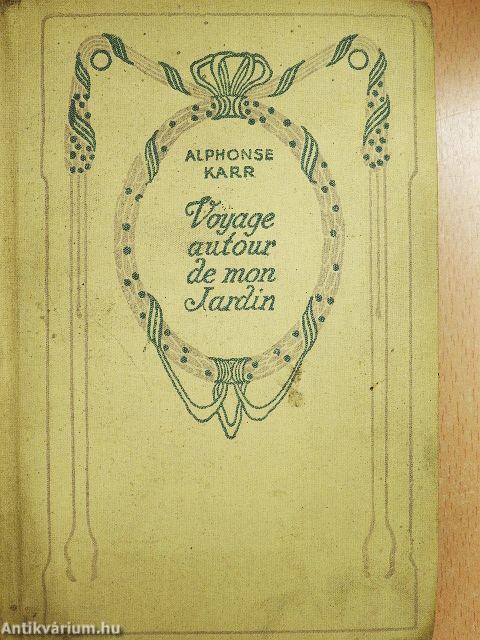 ALPHONSE
KARR
Voyage
autour
de mon
Jardin
Antikvárium.hu